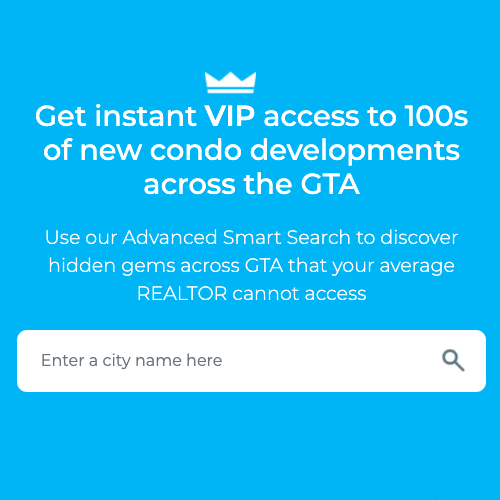 Get instant VIP access to 100s
of new condo developments
across the GTA
Use our Advanced Smart Search to discover
hidden gems across GTA that your average
REALTOR cannot access
Enter a city name here